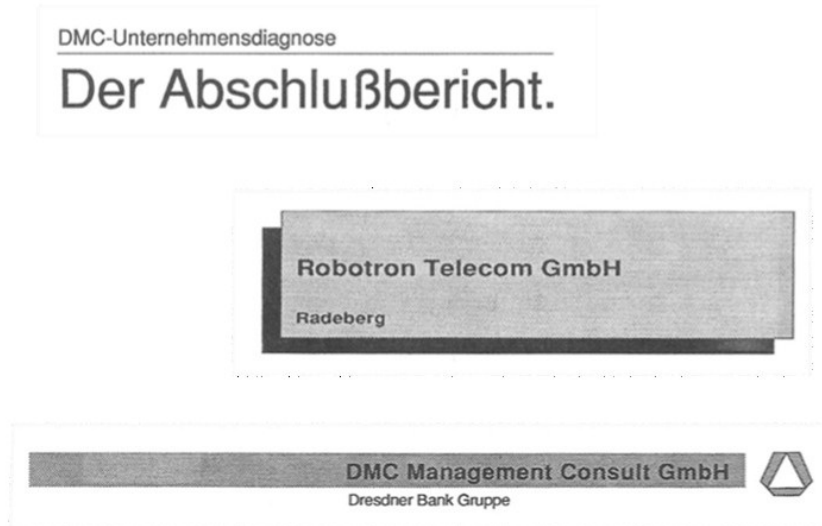 DMC-Unternehmensdiagnose
Der Abschlußbericht.
Robotron Telecom GmbH
Radeberg
DMC Management Consult GmbH
Dresdner Bank Gruppe